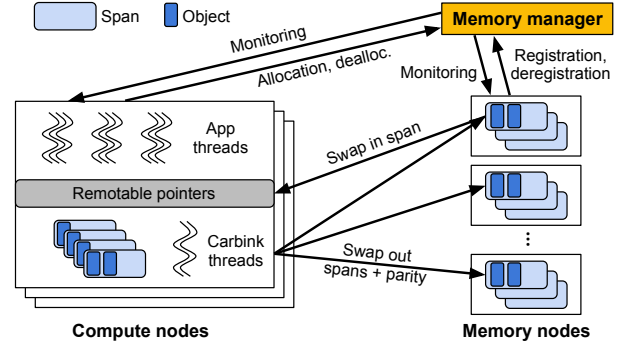 Span
Object
Memory manager
Monitoring
Allocation, dealloc.
Monitoring
Registration,
deregistration
App
threads
Swap in span
Remotable pointers
Carbink
threads
Swap out
spans + parity
...
Compute nodes
Memory nodes